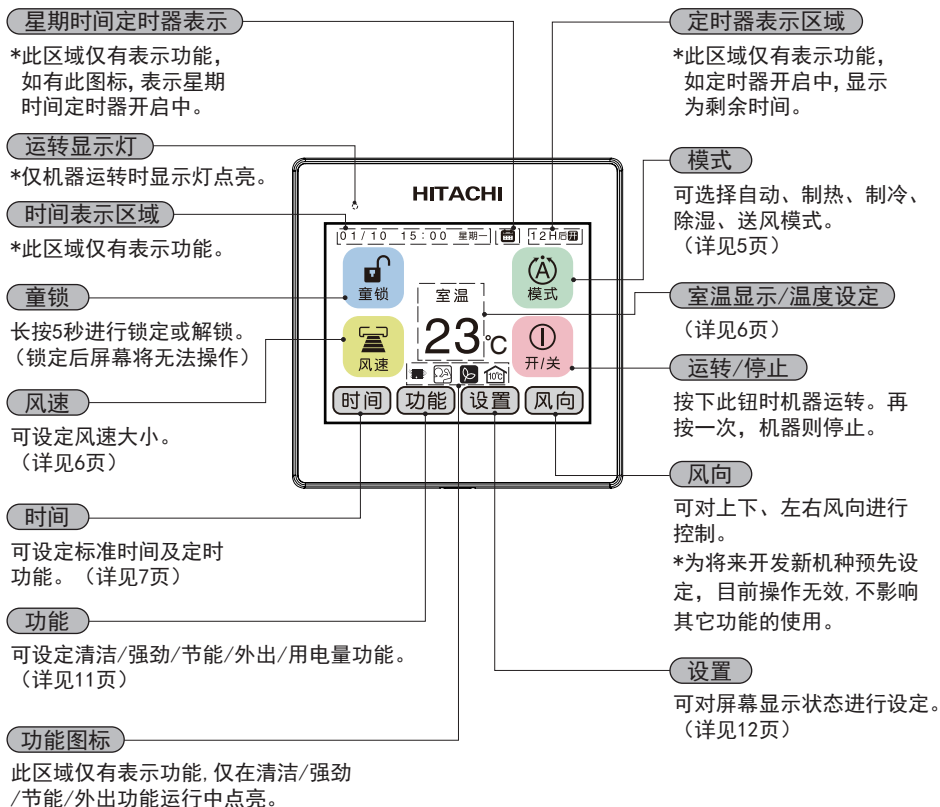 星期时间定时器表示
*此区域仅有表示功能，
如有此图标，表示星期
时间定时器开启中。
运转显示灯
*仅机器运转时显示灯点亮。
时间表示区域
*此区域仅有表示功能。
童锁
长按5秒进行锁定或解锁。
（锁定后屏幕将无法操作）
风速
可设定风速大小。
（详见6页）
时间
可设定标准时间及定时
功能。（详见7页）
功能
可设定清洁/强劲/节能/外出/用电量功能。
（详见11页）
功能图标
此区域仅有表示功能，仅在清洁/强劲
/节能/外出功能运行中点亮。
HITACHI
01/10 15:00 星期一 12H后开
童锁
室温
模式
23℃
风速
开/关
10℃
时间 功能 设置 风向
定时器表示区域
*此区域仅有表示功能，
如定时器开启中，显示
为剩余时间。
模式
可选择自动、制热、制冷、
除湿、送风模式。
（详见5页）
室温显示/温度设定
（详见6页）
运转/停止
按下此钮时机器运转。再
按一次，机器则停止。
风向
可对上下、左右风向进行
控制。
*为将来开发新机种预先设
定，目前操作无效，不影响
其它功能的使用。
设置
可对屏幕显示状态进行设定。
（详见12页）